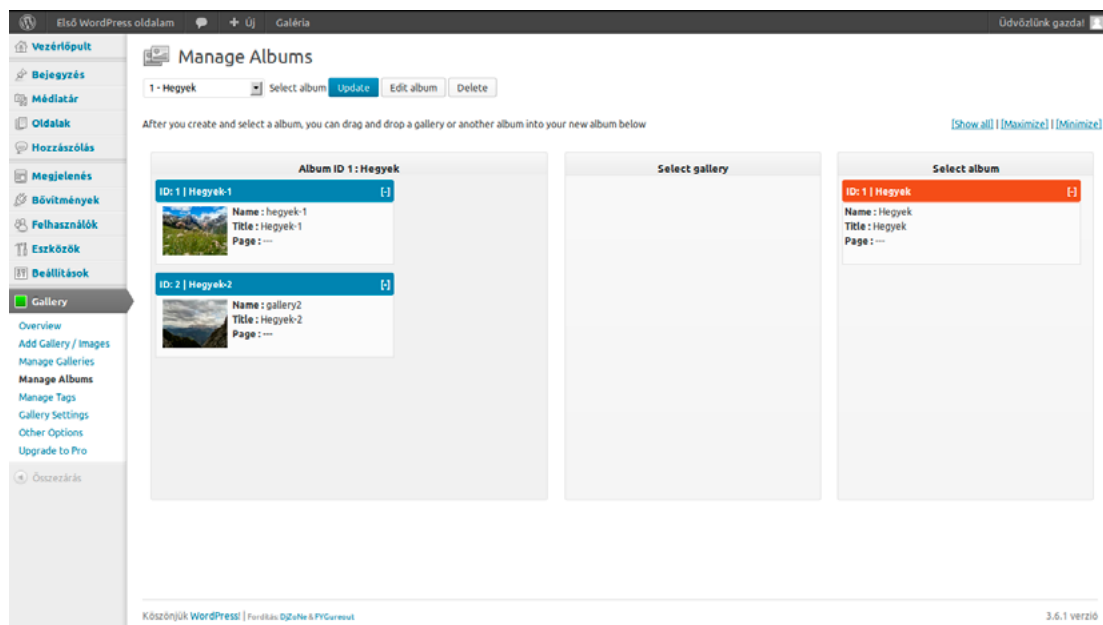 Első WordPress oldalam + Új Galéria Üdvözlünk gazda!
Vezérlőpult
Bejegyzés
Médiatár
Oldalak
Hozzászólás
Megjelenés
Bővítmények
Felhasználók
Eszközök
Beállítások
Gallery
Overview
Add Gallery / Images
Manage Galleries
Manage Albums
Manage Tags
Gallery Settings
Other Options
Upgrade to Pro
Összezárás
Manage Albums
1 - Hegyek Select album Update Edit album Delete
After you create and select a album, you can drag and drop a gallery or another album into your new album below
[Show all] | [Maximize] | [Minimize]
Album ID 1 : Hegyek
ID: 1 | Hegyek-1 [-]
Name : hegyek-1
Title : Hegyek-1
Page : ---
ID: 2 | Hegyek-2 [-]
Name : gallery2
Title : Hegyek-2
Page : ---
Select gallery
Select album
ID: 1 | Hegyek [-]
Name : Hegyek
Title : Hegyek
Page : ---
Köszönjük WordPress! | Fordítás: DjZoNe & FYGureout
3.6.1 verzió